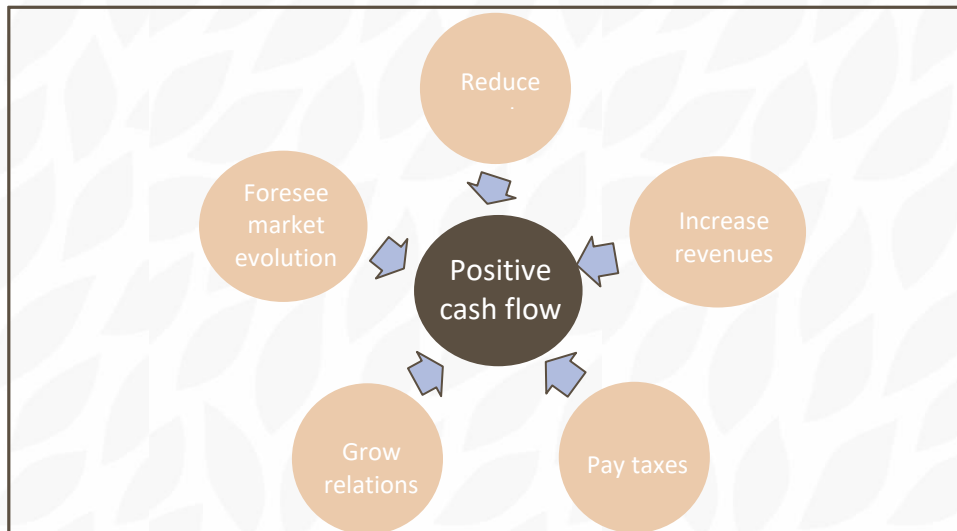 Reduce
Foresee
market
evolution
Increase
revenues
Positive
cash flow
Grow
relations
Pay taxes